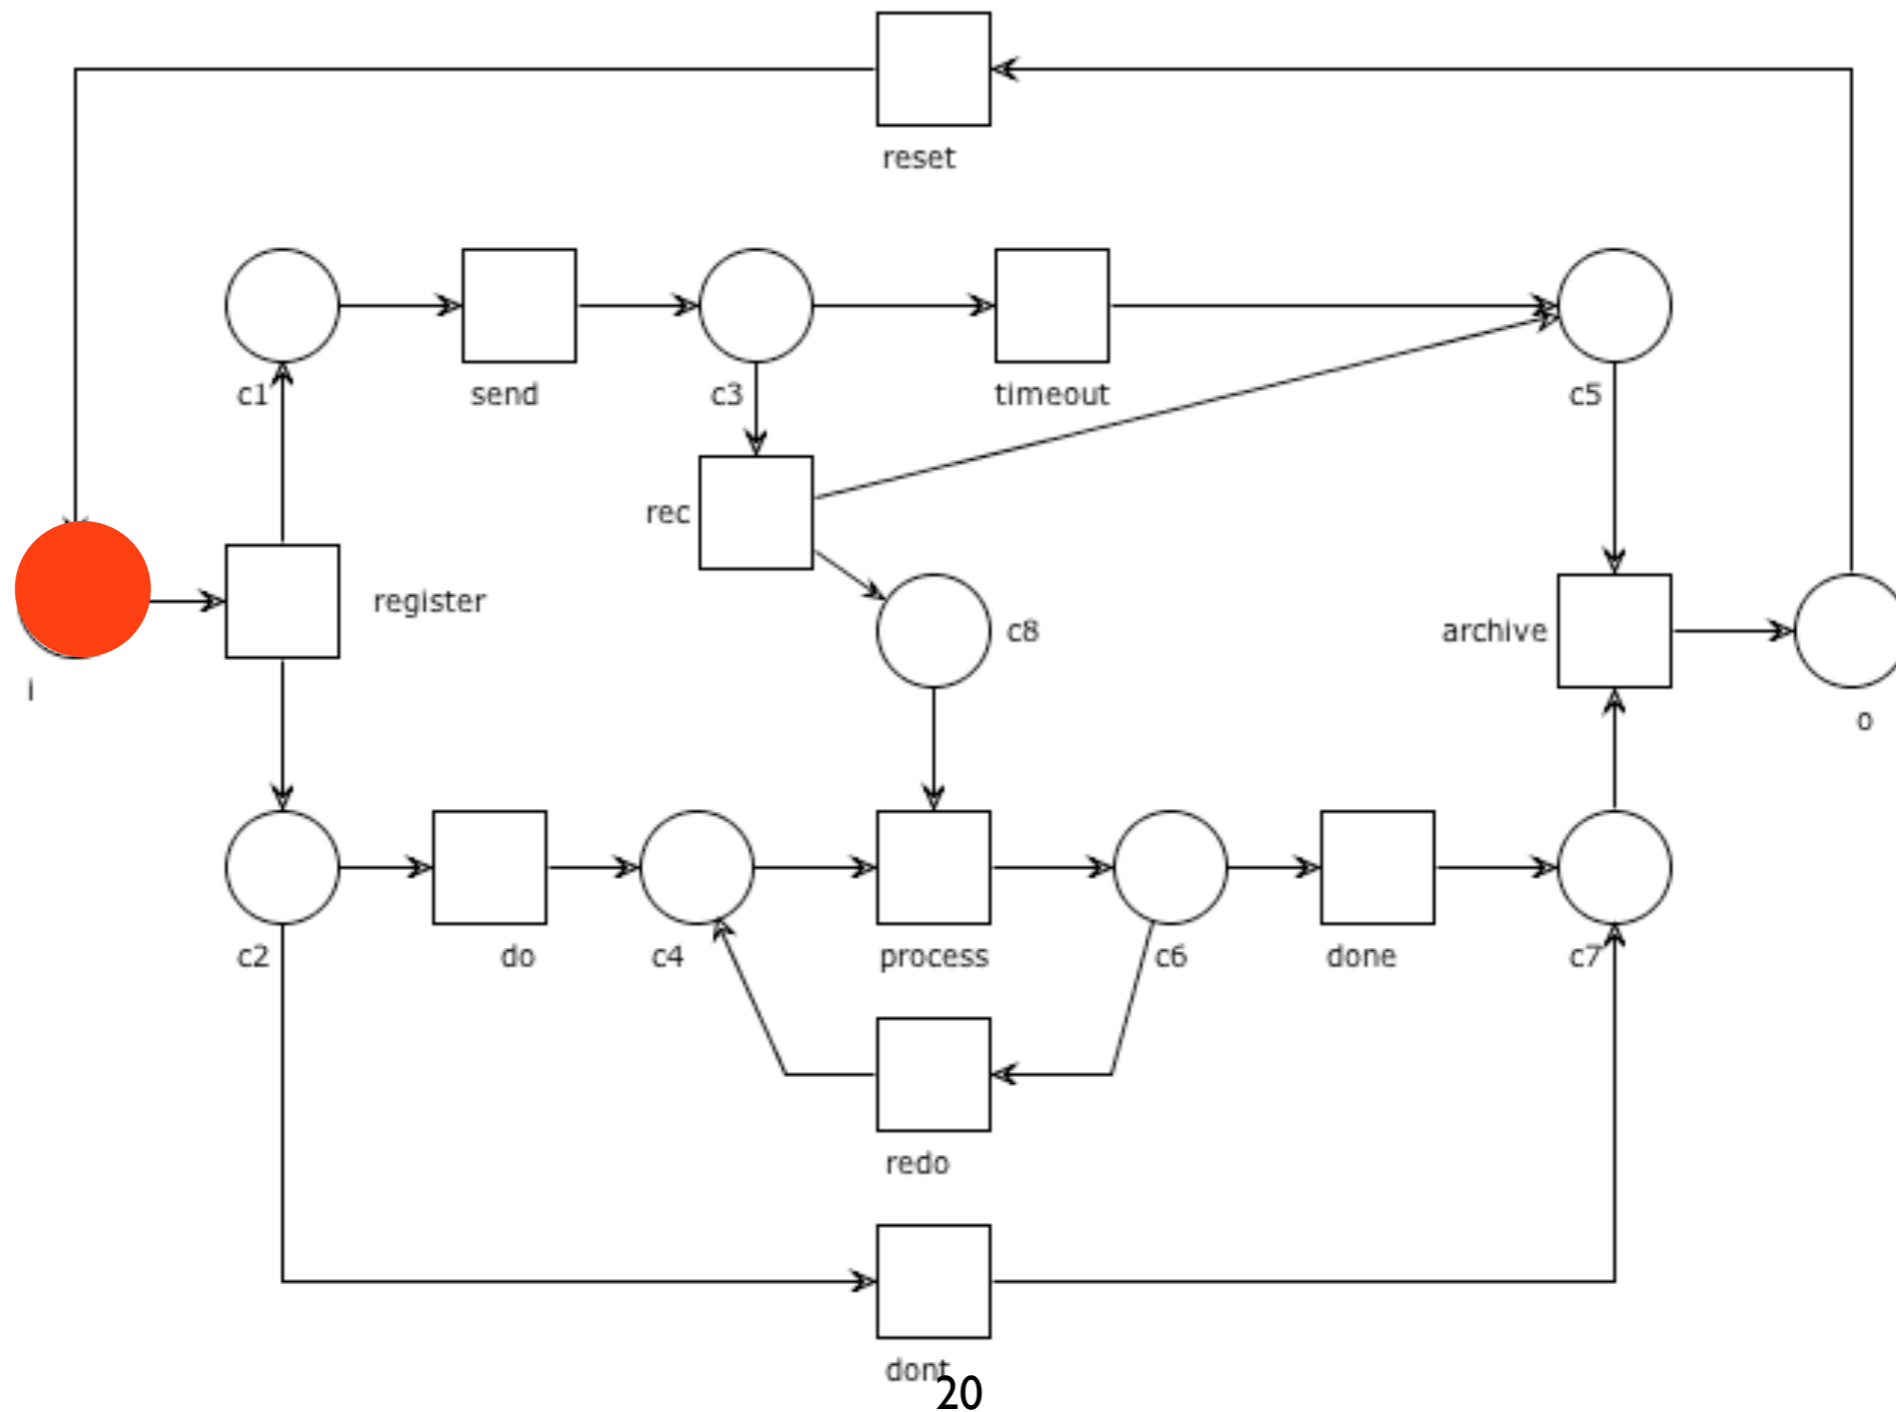 reset
c1
send
c3
timeout
c5
rec
register
c8
archive
i
o
c2
do
c4
process
c6
done
c7
redo
dont
20